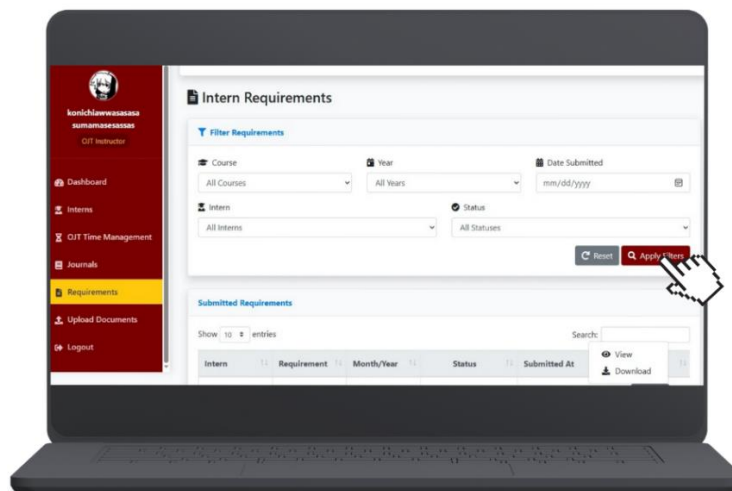 konichiawwasasasa
sumamasesassas
OJT Instructor
Dashboard
Interns
OJT Time Management
Journals
Requirements
Upload Documents
Logout
Intern Requirements
Filter Requirements
Course
Year
Date Submitted
All Courses
All Years
mm/dd/yyyy
Intern
Status
All Interns
All Statuses
Reset
Apply Filters
Submitted Requirements
Show 10 entries
Search:
View
Download
Intern Requirement Month/Year Status Submitted At